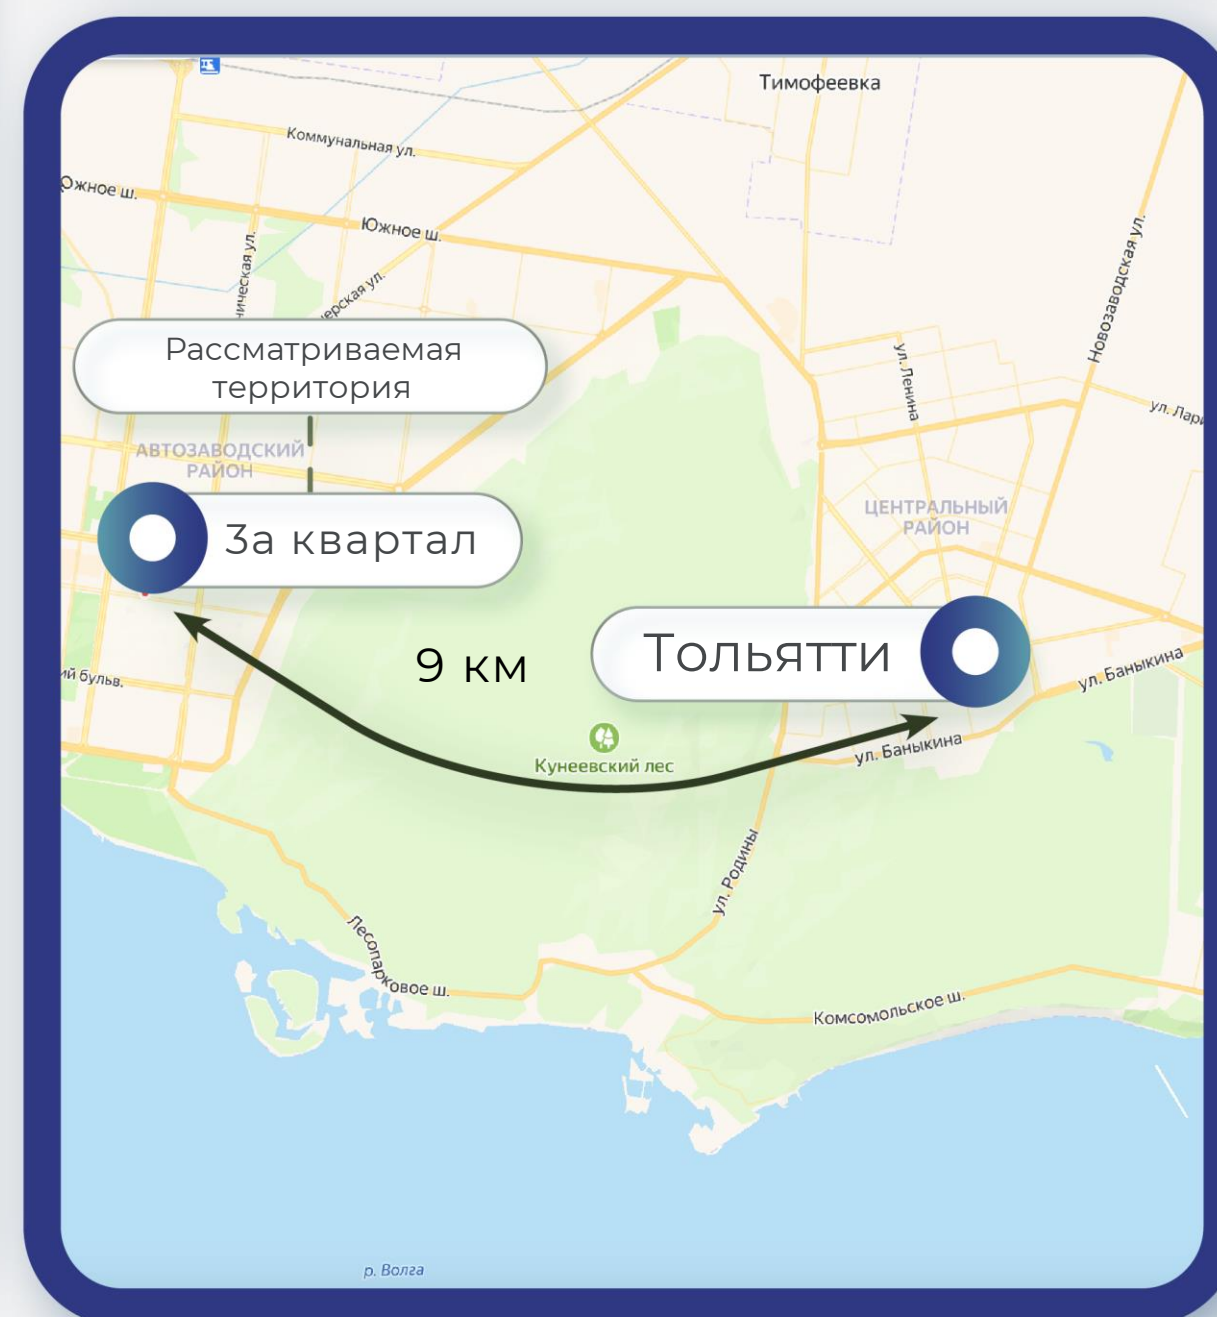 Тимофеевка
Коммунальная ул.
Южное ш.
Южное ш.
Новозаводская ул.
Рассматриваемая
территория
ул. Ленина
АВТОЗАВОДСКИЙ
РАЙОН
3а квартал
ЦЕНТРАЛЬНЫЙ
РАЙОН
9 км
Тольятти
ул. Баныкина
ул. Баныкина
Кунеевский лес
ул. Родины
Лесопарковое ш.
Комсомольское ш.
р. Волга